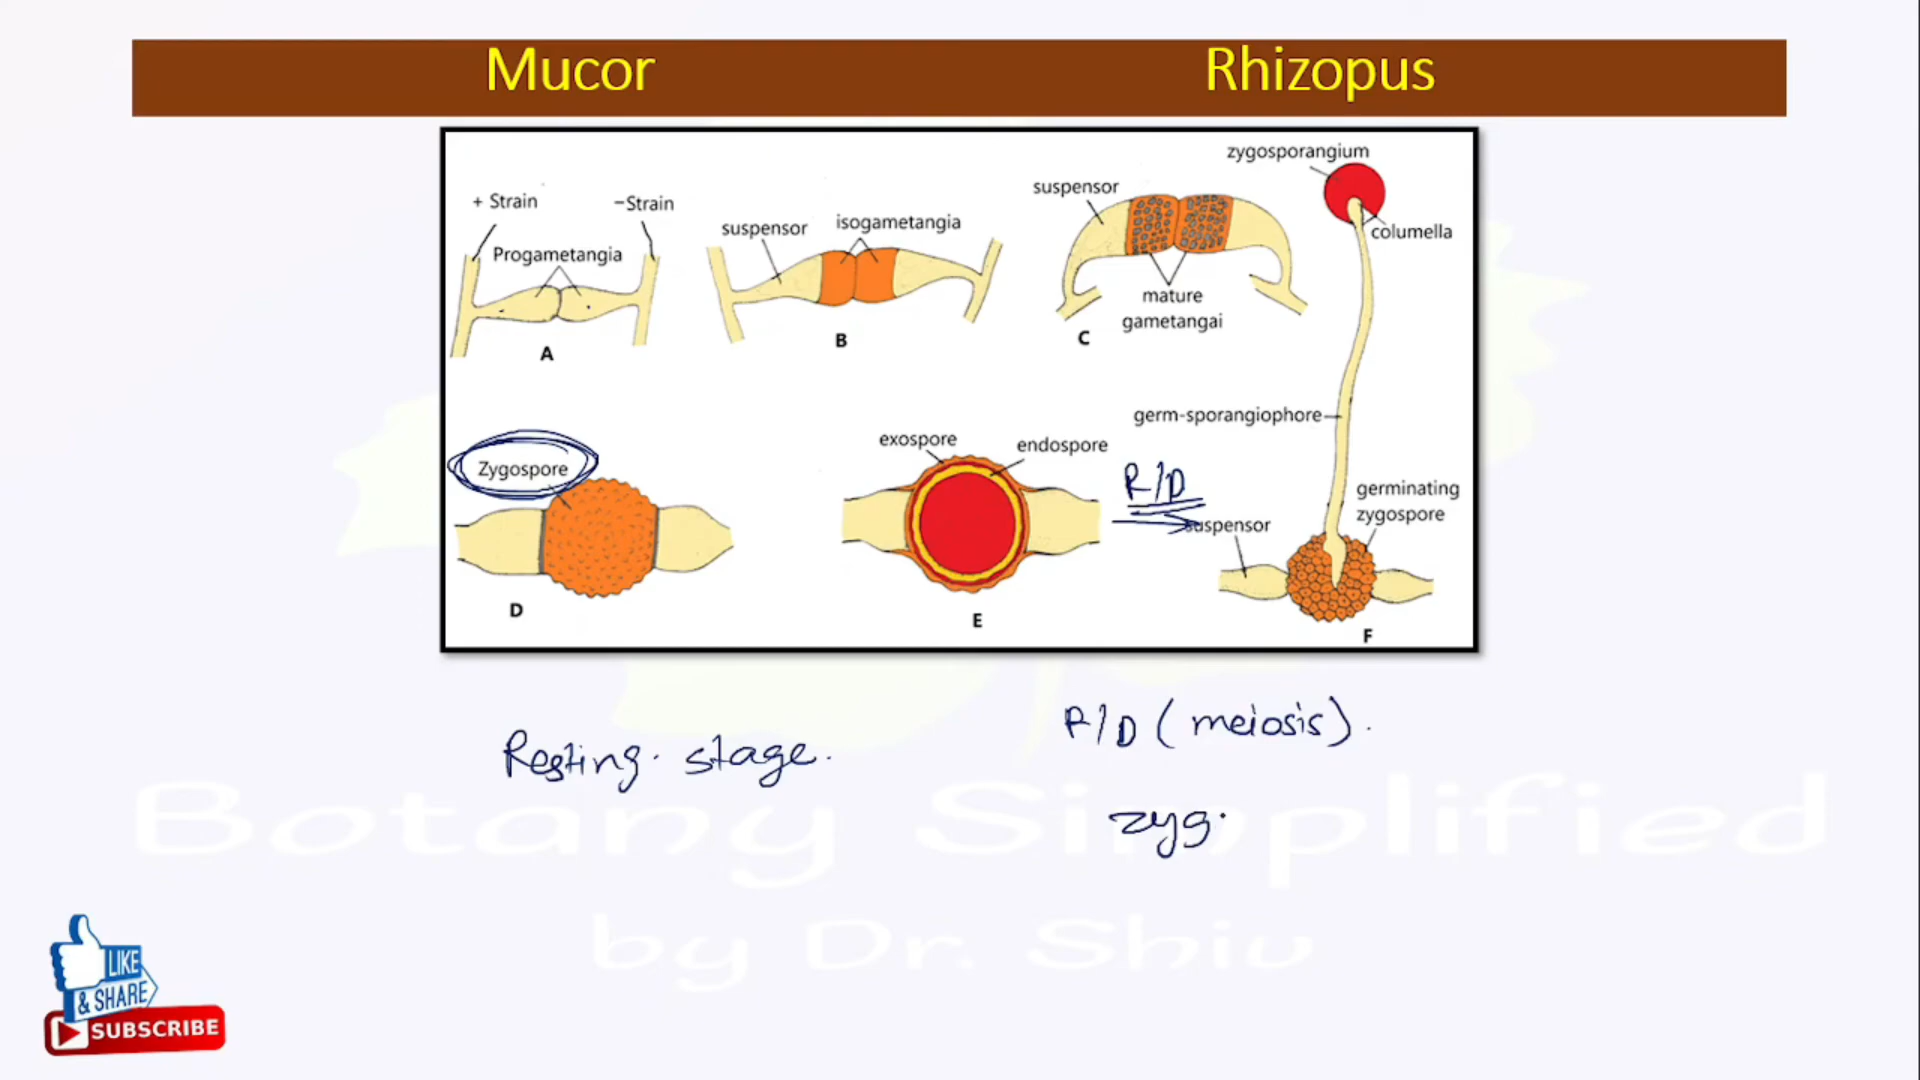 Mucor Rhizopus
zygosporangium
suspensor
+ Strain
−Strain
isogametangia
suspensor
columella
Progametangia
mature
gametangai
A
B
C
germ-sporangiophore
exospore
endospore
Zygospore
R/D
germinating
zygospore
suspensor
D
E
F
R/D (meiosis).
Resting. stage.
zyg.
Botany Simplified
by Dr. Shiv
LIKE
& SHARE
SUBSCRIBE